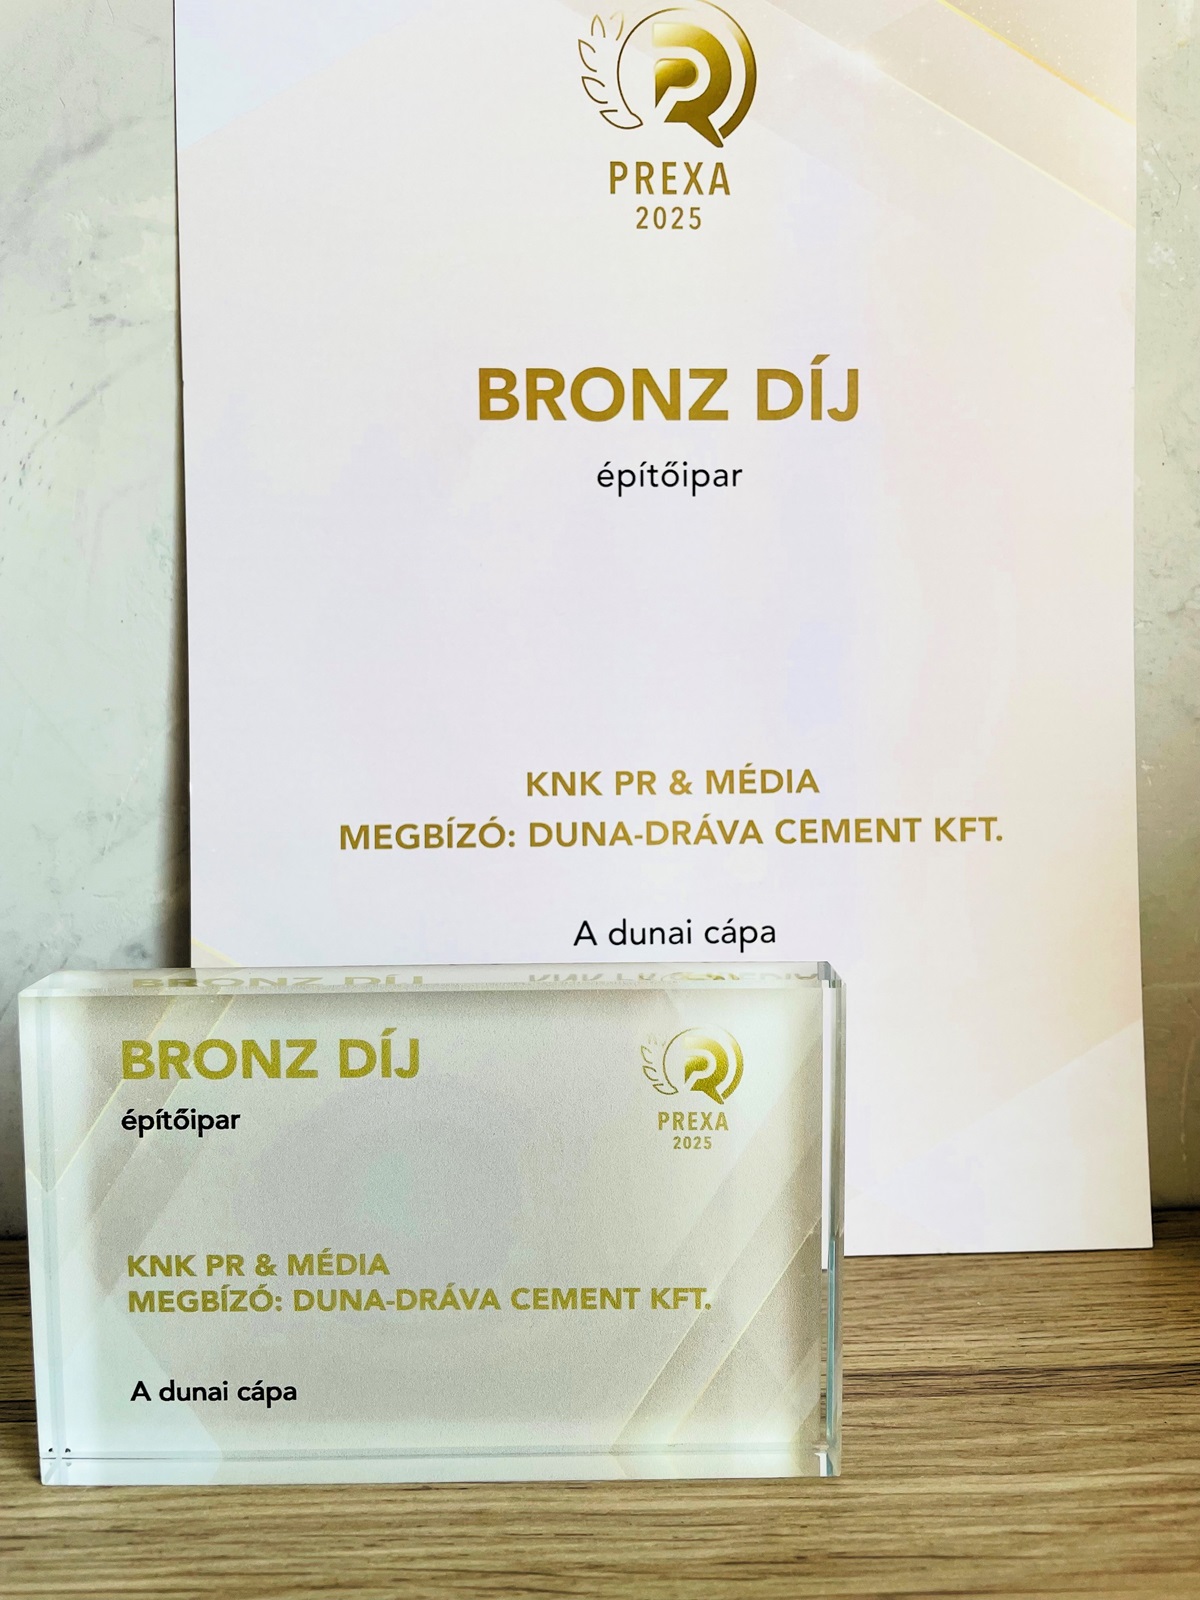 PREXA
2025
BRONZ DÍJ
építőipar
KNK PR & MÉDIA
MEGBÍZÓ: DUNA-DRÁVA CEMENT KFT.
A dunai cápa
BRONZ DÍJ
építőipar
PREXA
2025
KNK PR & MÉDIA
MEGBÍZÓ: DUNA-DRÁVA CEMENT KFT.
A dunai cápa